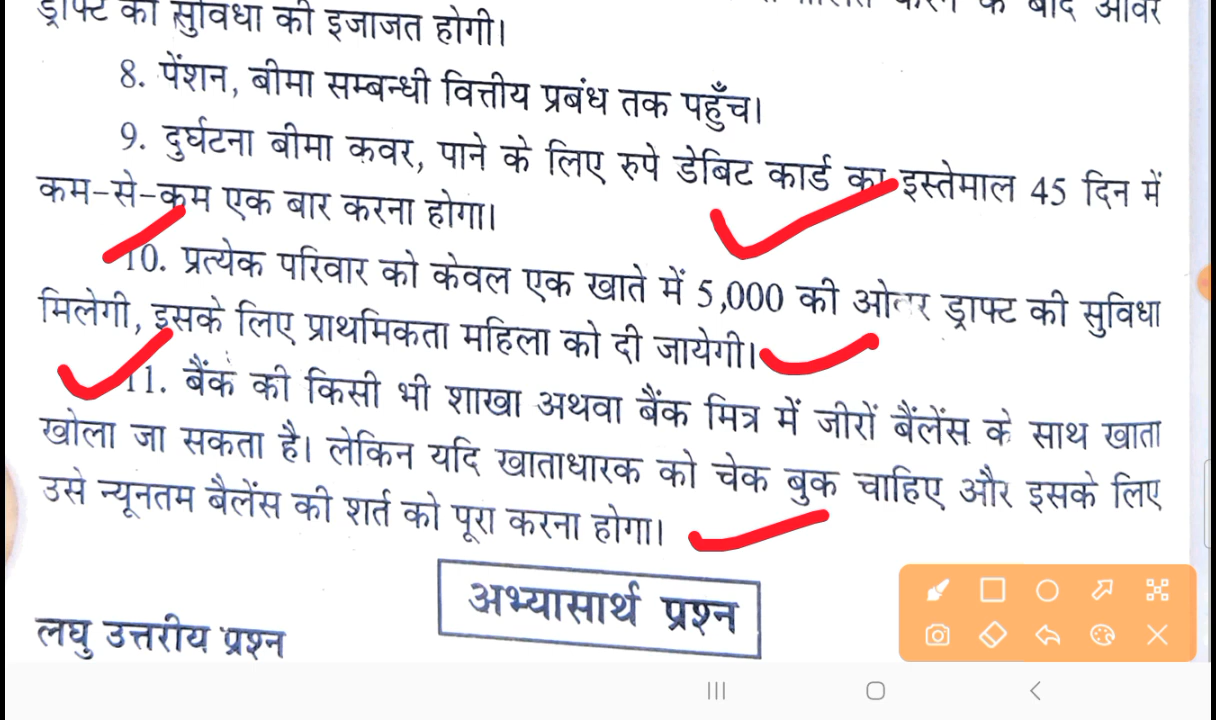 ड्राफ्ट की सुविधा की इजाजत होगी। करने के बाद ओवर
8. पेंशन, बीमा सम्बन्धी वित्तीय प्रबंध तक पहुँच।
9. दुर्घटना बीमा कवर, पाने के लिए रुपे डेबिट कार्ड का इस्तेमाल 45 दिन में
कम-से-कम एक बार करना होगा।
10. प्रत्येक परिवार को केवल एक खाते में 5,000 की ओवर ड्राफ्ट की सुविधा
मिलेगी, इसके लिए प्राथमिकता महिला को दी जायेगी।
11. बैंक की किसी भी शाखा अथवा बैंक मित्र में जीरों बैंलेंस के साथ खाता
खोला जा सकता है। लेकिन यदि खाताधारक को चेक बुक चाहिए और इसके लिए
उसे न्यूनतम बैलेंस की शर्त को पूरा करना होगा।
अभ्यासार्थ प्रश्न
लघु उत्तरीय प्रश्न